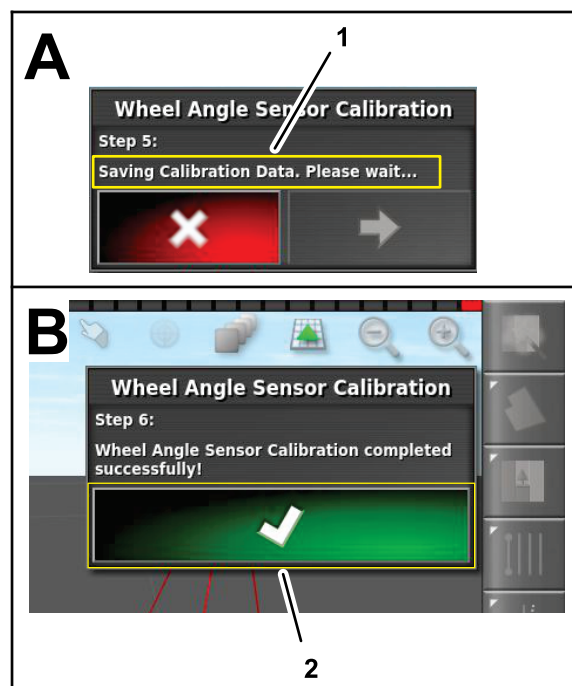 A
1
Wheel Angle Sensor Calibration
Step 5:
Saving Calibration Data. Please wait...
B
Wheel Angle Sensor Calibration
Step 6:
Wheel Angle Sensor Calibration completed
successfully!
2